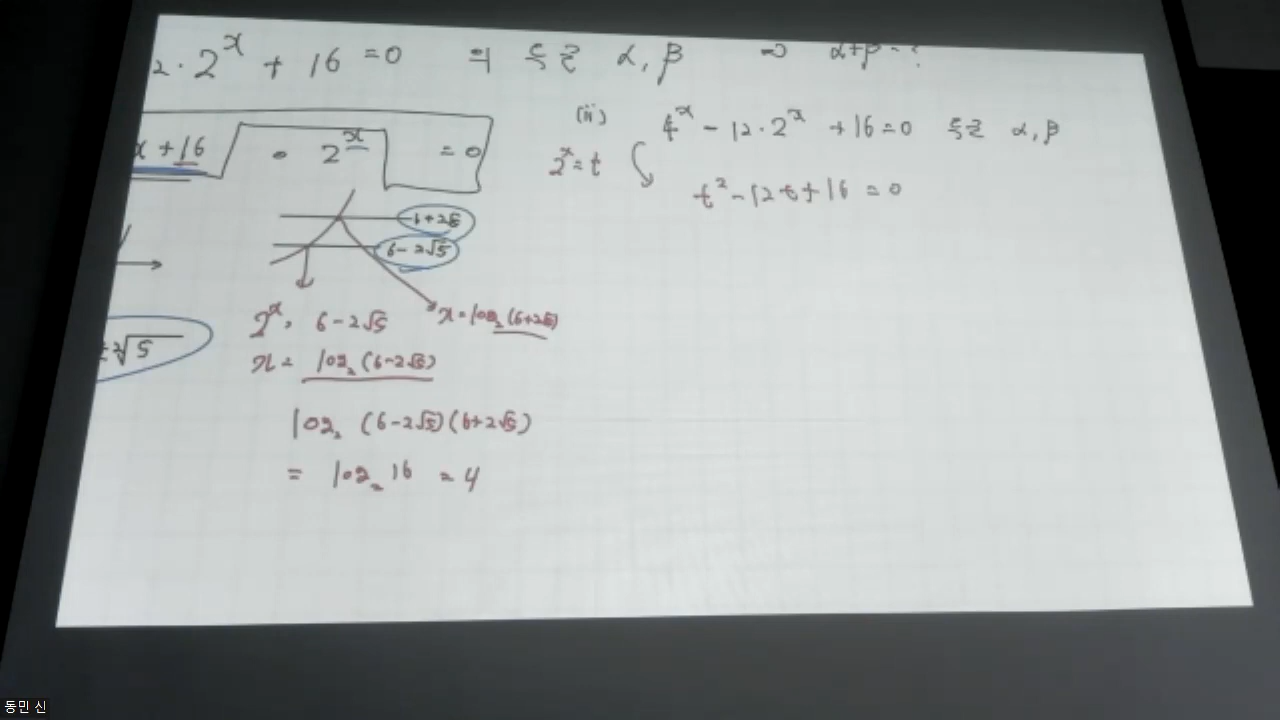 2 · 2^x + 16 = 0 의 두근 α, β ⇒ α+β = ?
x + 16 · 2^x = 0
6+2√5
6-2√5
2^x = 6-2√5
x = log₂(6+2√5)
x = log₂(6-2√5)
±2√5
log₂ (6-2√5)(6+2√5)
= log₂ 16 = 4
(ii) 4^x - 12 · 2^x + 16 = 0 두근 α, β
2^x = t
t² - 12t + 16 = 0
동민 신